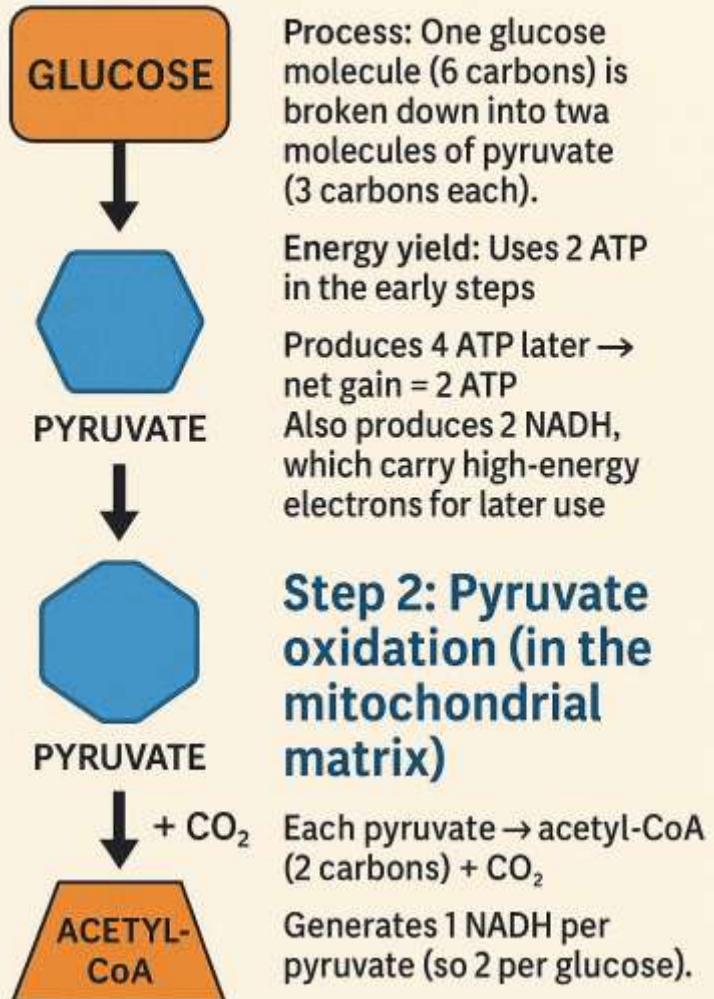 GLUCOSE
Process: One glucose
molecule (6 carbons) is
broken down into twa
molecules of pyruvate
(3 carbons each).
Energy yield: Uses 2 ATP
in the early steps
PYRUVATE
Produces 4 ATP later →
net gain = 2 ATP
Also produces 2 NADH,
which carry high-energy
electrons for later use
Step 2: Pyruvate
oxidation (in the
mitochondrial
matrix)
PYRUVATE
+ CO₂
Each pyruvate → acetyl-CoA
(2 carbons) + CO₂
ACETYL-
CoA
Generates 1 NADH per
pyruvate (so 2 per glucose).